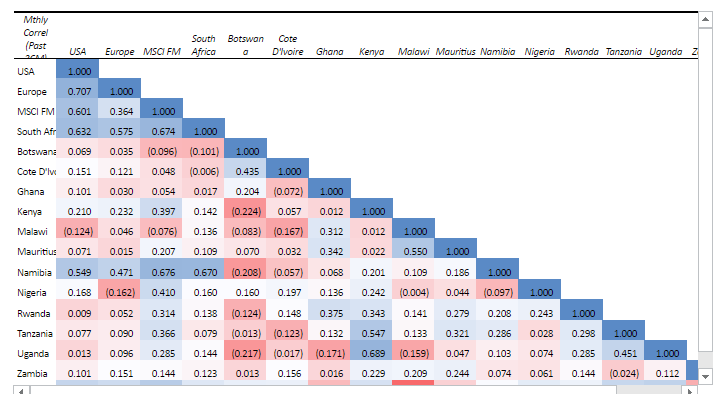 Mthly
Correl
(Past
USA Europe MSCI FM South Africa Botswana Cote D'Ivoire Ghana Kenya Malawi Mauritius Namibia Nigeria Rwanda Tanzania Uganda
USA 1.000
Europe 0.707 1.000
MSCI FM 0.601 0.364 1.000
South Afr 0.632 0.575 0.674 1.000
Botswana 0.069 0.035 (0.096) (0.101) 1.000
Cote D'Ivo 0.151 0.121 0.048 (0.006) 0.435 1.000
Ghana 0.101 0.030 0.054 0.017 0.204 (0.072) 1.000
Kenya 0.210 0.232 0.397 0.142 (0.224) 0.057 0.012 1.000
Malawi (0.124) 0.046 (0.076) 0.136 (0.083) (0.167) 0.312 0.012 1.000
Mauritius 0.071 0.015 0.207 0.109 0.070 0.032 0.342 0.022 0.550 1.000
Namibia 0.549 0.471 0.676 0.670 (0.208) (0.057) 0.068 0.201 0.109 0.186 1.000
Nigeria 0.168 (0.162) 0.410 0.160 0.160 0.197 0.136 0.242 (0.004) 0.044 (0.097) 1.000
Rwanda 0.009 0.052 0.314 0.138 (0.124) 0.148 0.375 0.343 0.141 0.279 0.208 0.243 1.000
Tanzania 0.077 0.090 0.366 0.079 (0.013) (0.123) 0.132 0.547 0.133 0.321 0.286 0.028 0.298 1.000
Uganda 0.013 0.096 0.285 0.144 (0.217) (0.017) (0.171) 0.689 (0.159) 0.047 0.103 0.074 0.285 0.451 1.000
Zambia 0.101 0.151 0.144 0.123 0.013 0.156 0.016 0.229 0.209 0.244 0.074 0.061 0.144 (0.024) 0.112